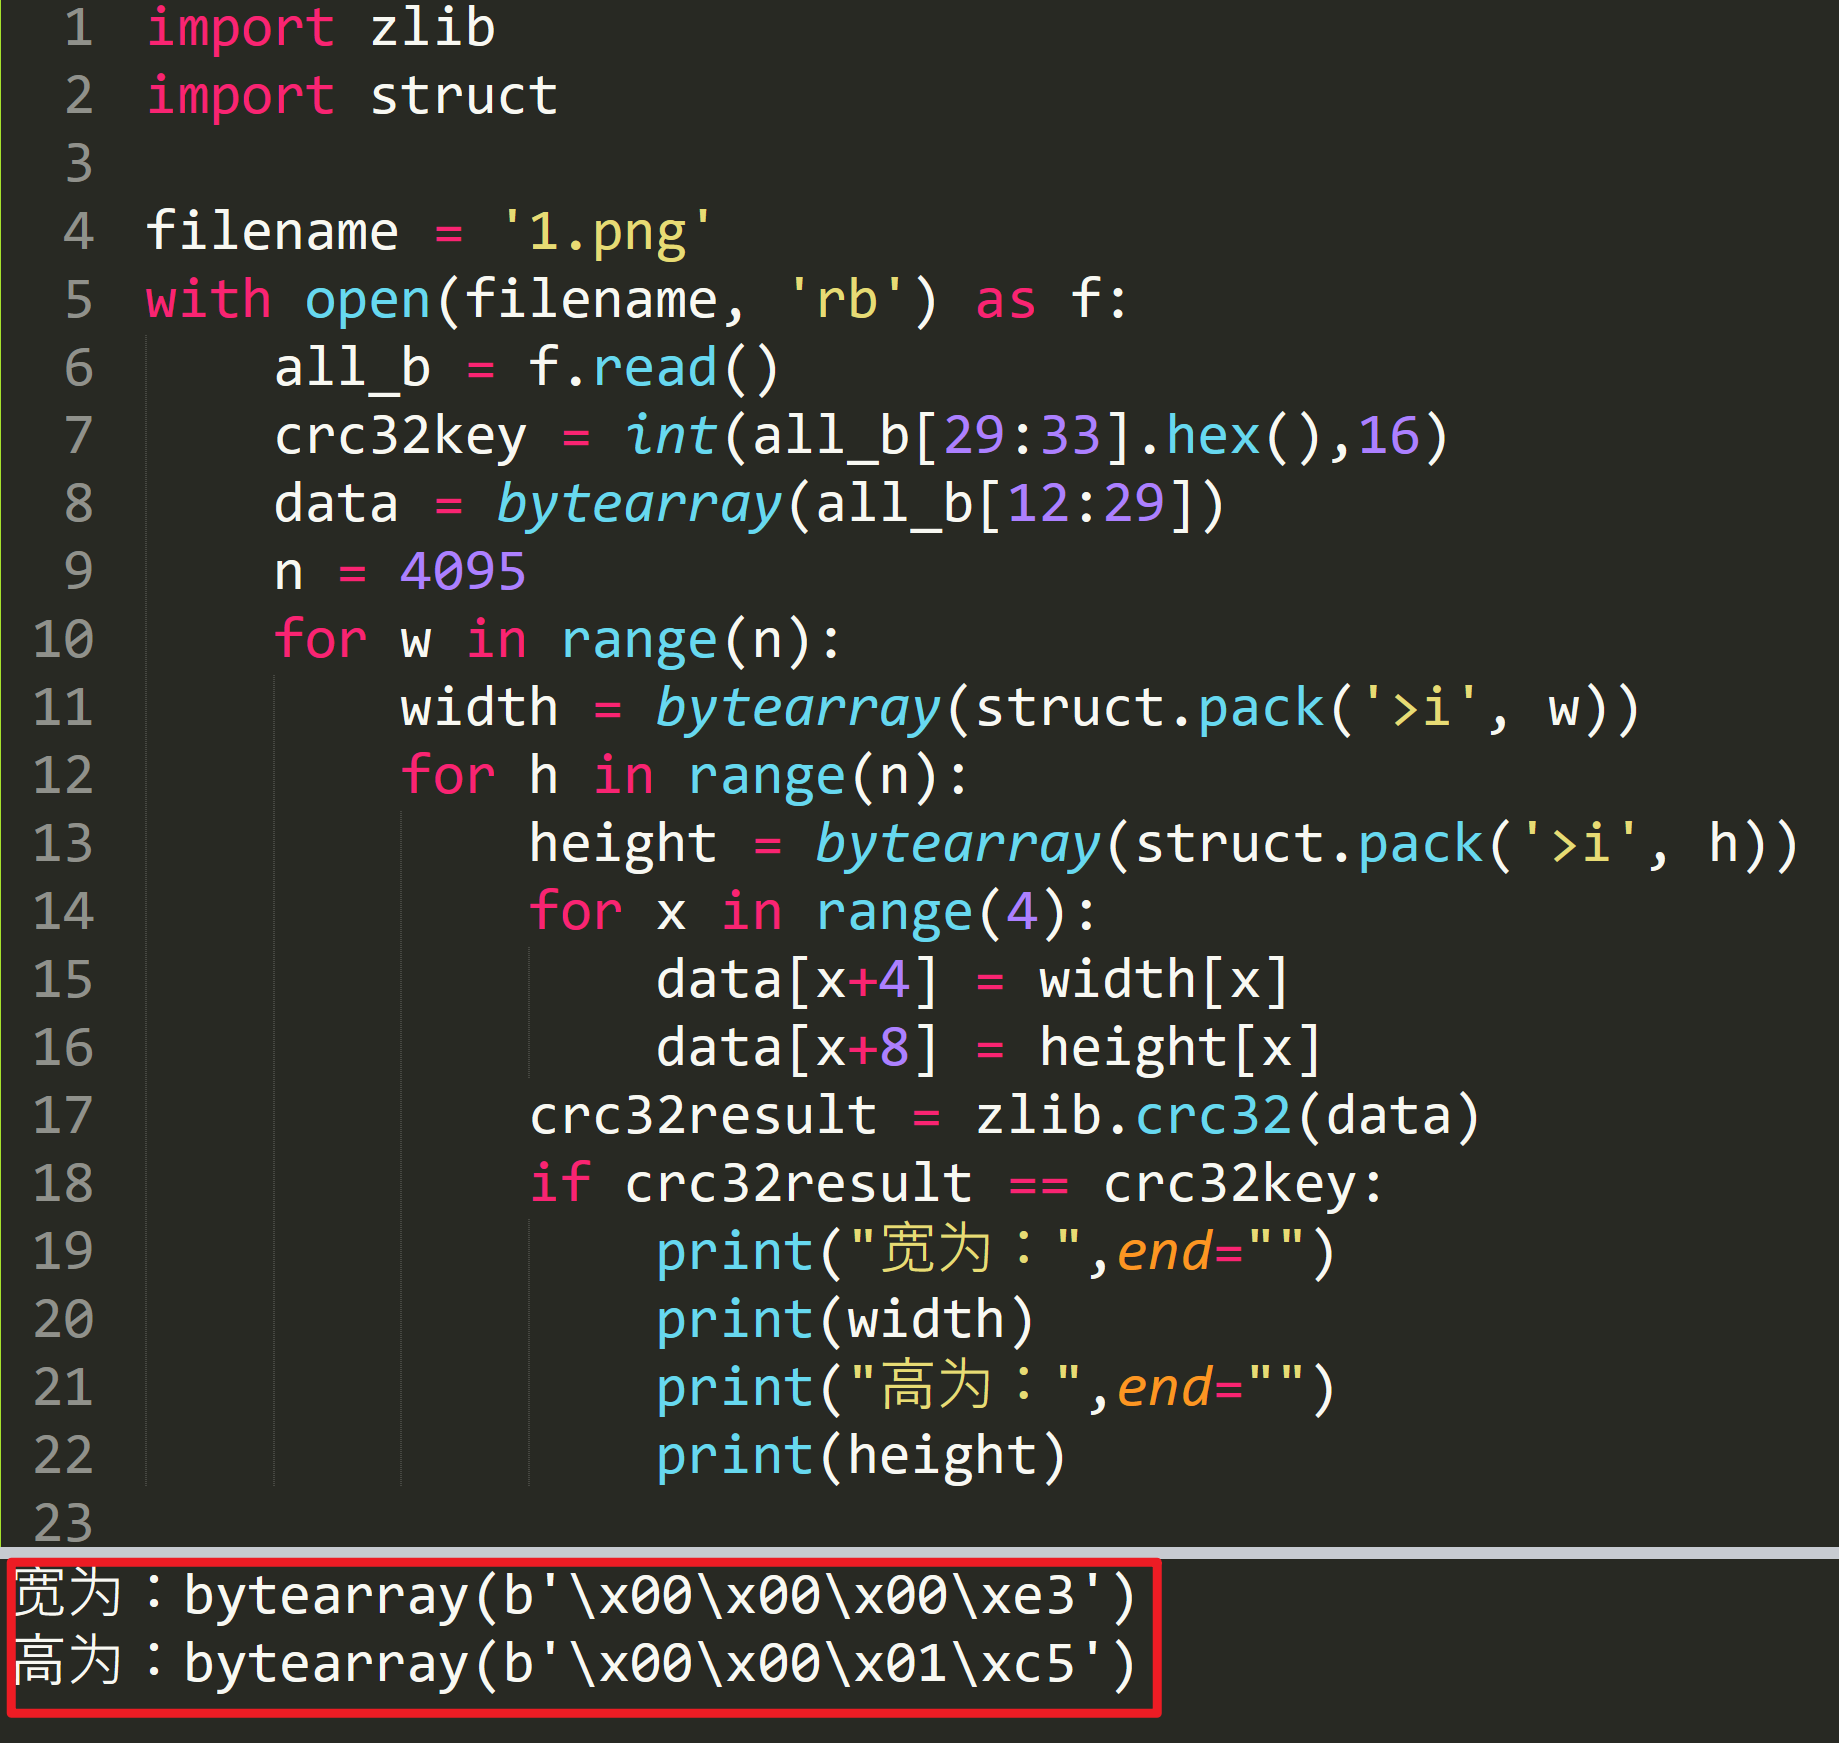 1 import zlib
2 import struct
3
4 filename = '1.png'
5 with open(filename, 'rb') as f:
6     all_b = f.read()
7     crc32key = int(all_b[29:33].hex(),16)
8     data = bytearray(all_b[12:29])
9     n = 4095
10     for w in range(n):
11         width = bytearray(struct.pack('>i', w))
12         for h in range(n):
13             height = bytearray(struct.pack('>i', h))
14             for x in range(4):
15                 data[x+4] = width[x]
16                 data[x+8] = height[x]
17             crc32result = zlib.crc32(data)
18             if crc32result == crc32key:
19                 print("宽为：",end="")
20                 print(width)
21                 print("高为：",end="")
22                 print(height)
23
宽为：bytearray(b'\x00\x00\x00\xe3')
高为：bytearray(b'\x00\x00\x01\xc5')